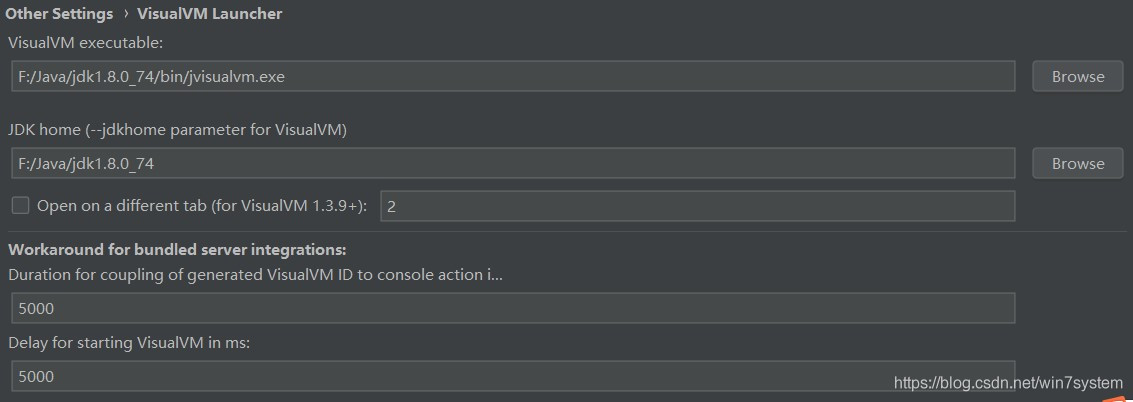 Other Settings › VisualVM Launcher
VisualVM executable:
F:/Java/jdk1.8.0_74/bin/jvisualvm.exe
Browse
JDK home (--jdkhome parameter for VisualVM)
F:/Java/jdk1.8.0_74
Browse
Open on a different tab (for VisualVM 1.3.9+):
2
Workaround for bundled server integrations:
Duration for coupling of generated VisualVM ID to console action i...
5000
Delay for starting VisualVM in ms:
5000
https://blog.csdn.net/win7system